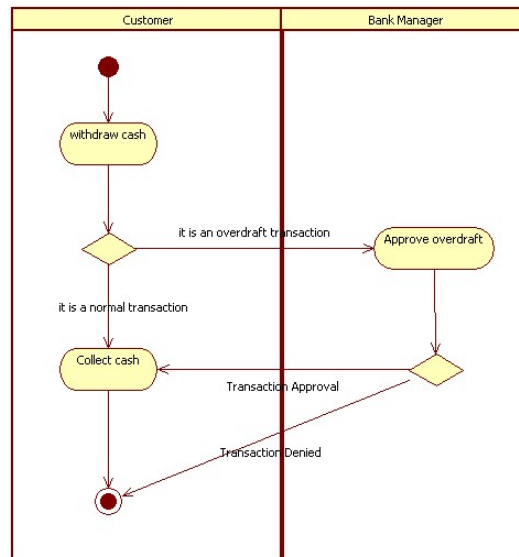 Customer
Bank Manager
withdraw cash
it is an overdraft transaction
Approve overdraft
it is a normal transaction
Collect cash
Transaction Approval
Transaction Denied